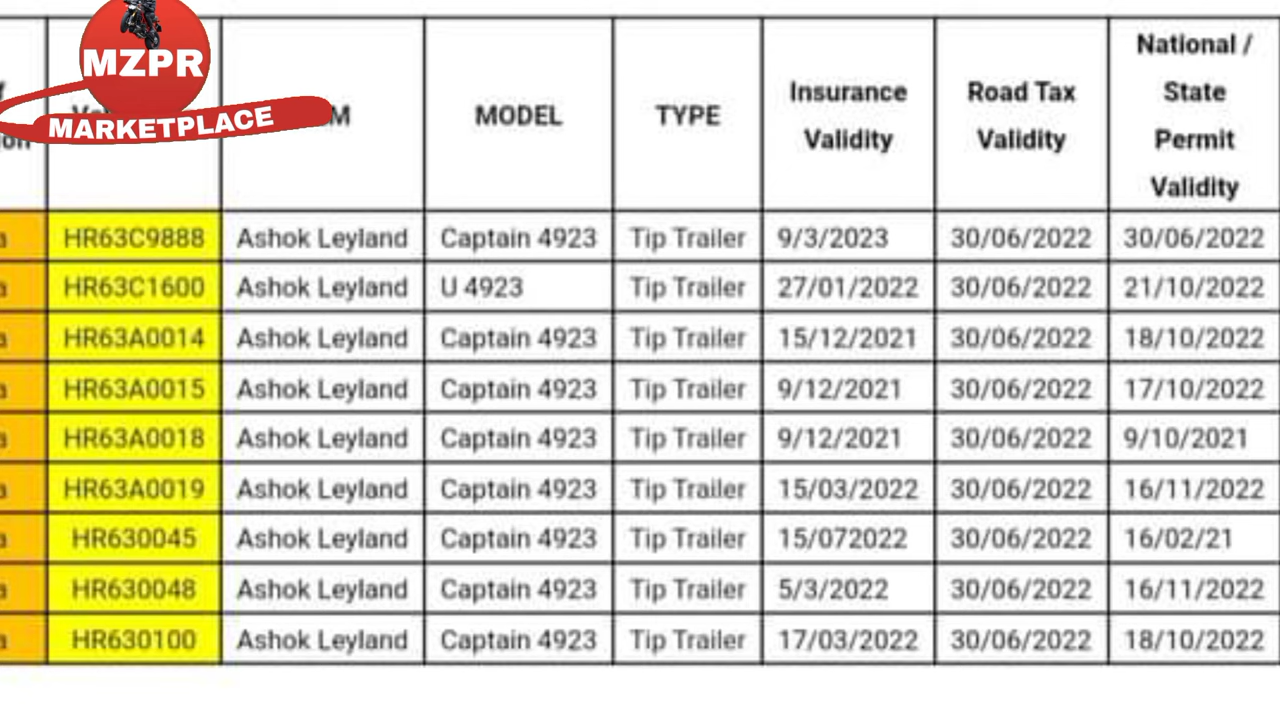 MZPR
MARKETPLACE
MODEL
TYPE
Insurance
Validity
Road Tax
Validity
National /
State
Permit
Validity
HR63C9888 Ashok Leyland Captain 4923 Tip Trailer 9/3/2023 30/06/2022 30/06/2022
HR63C1600 Ashok Leyland U 4923 Tip Trailer 27/01/2022 30/06/2022 21/10/2022
HR63A0014 Ashok Leyland Captain 4923 Tip Trailer 15/12/2021 30/06/2022 18/10/2022
HR63A0015 Ashok Leyland Captain 4923 Tip Trailer 9/12/2021 30/06/2022 17/10/2022
HR63A0018 Ashok Leyland Captain 4923 Tip Trailer 9/12/2021 30/06/2022 9/10/2021
HR63A0019 Ashok Leyland Captain 4923 Tip Trailer 15/03/2022 30/06/2022 16/11/2022
HR630045 Ashok Leyland Captain 4923 Tip Trailer 15/072022 30/06/2022 16/02/21
HR630048 Ashok Leyland Captain 4923 Tip Trailer 5/3/2022 30/06/2022 16/11/2022
HR630100 Ashok Leyland Captain 4923 Tip Trailer 17/03/2022 30/06/2022 18/10/2022